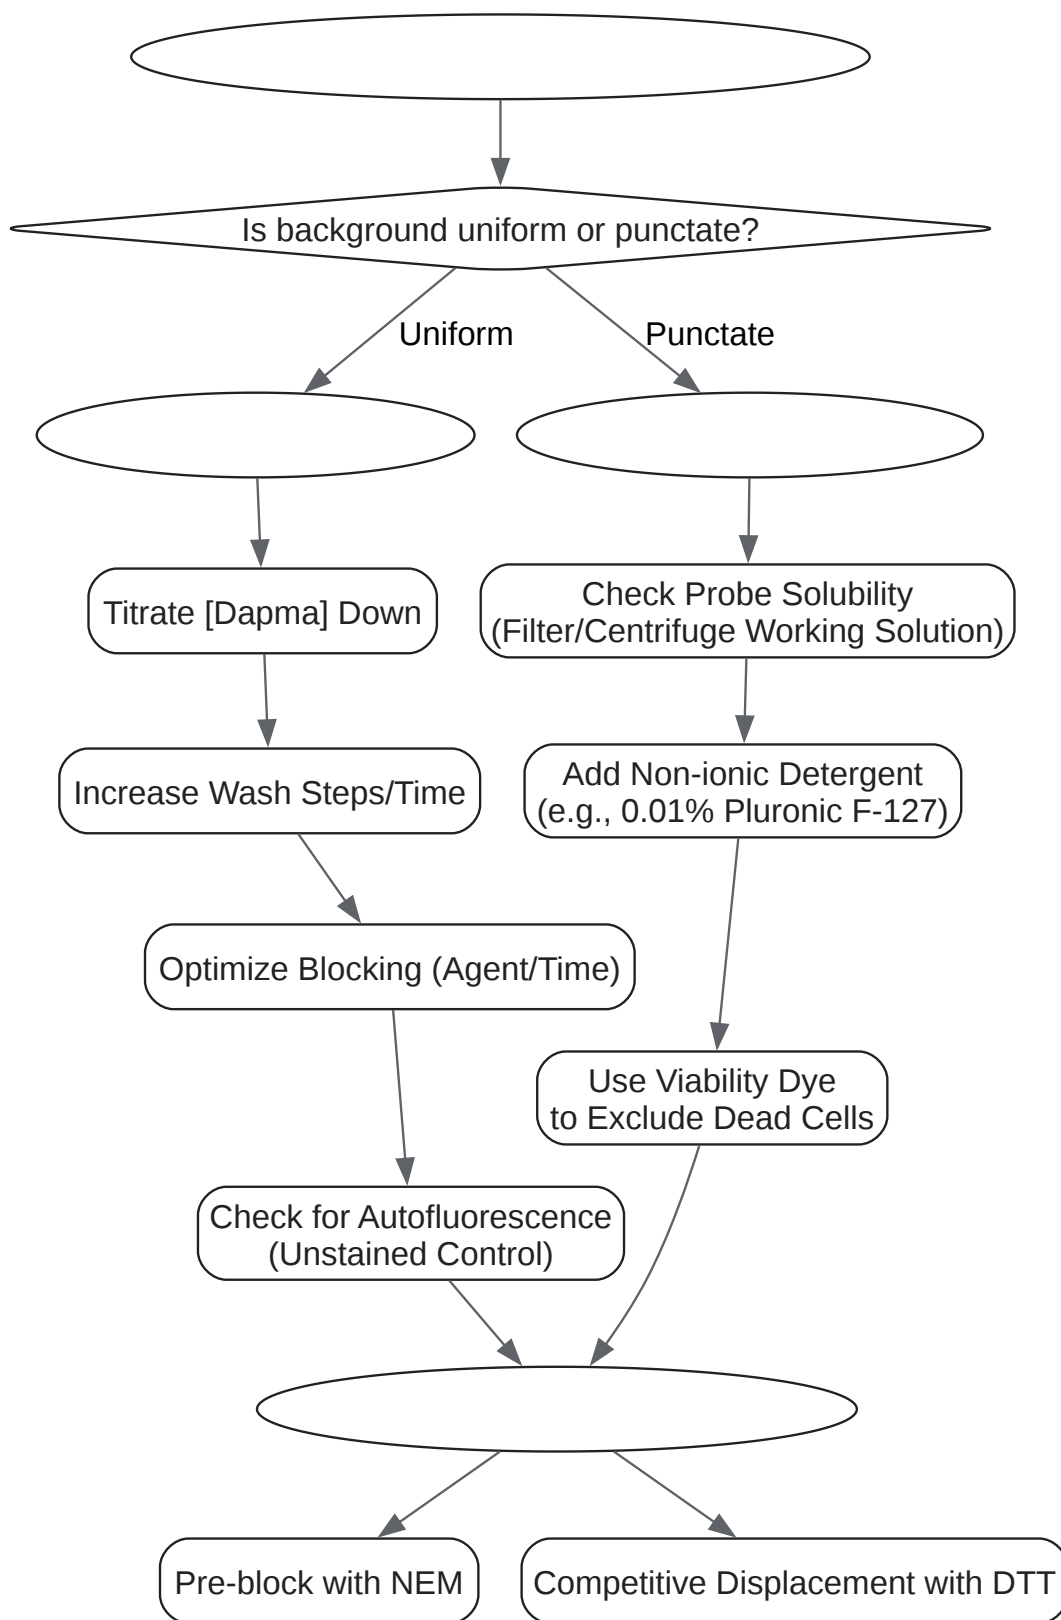 Is background uniform or punctate?
Uniform
Punctate
Titrate [Dapma] Down
Check Probe Solubility
(Filter/Centrifuge Working Solution)
Increase Wash Steps/Time
Add Non-ionic Detergent
(e.g., 0.01% Pluronic F-127)
Optimize Blocking (Agent/Time)
Use Viability Dye
to Exclude Dead Cells
Check for Autofluorescence
(Unstained Control)
Pre-block with NEM
Competitive Displacement with DTT